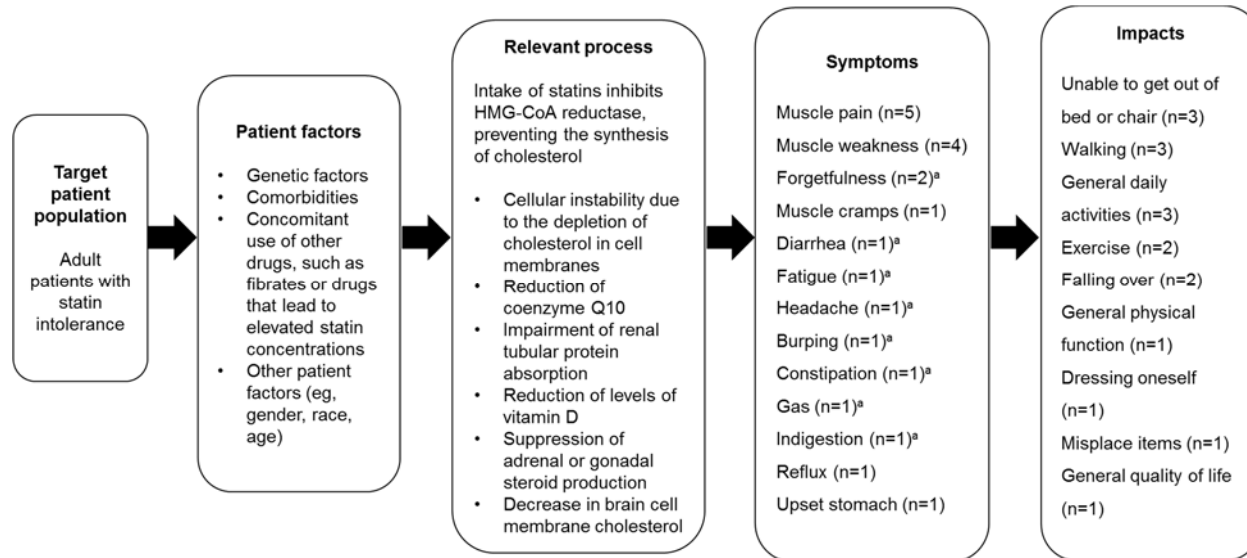 Target
patient
population
Adult
patients with
statin
intolerance
Patient factors
• Genetic factors
• Comorbidities
• Concomitant
use of other
drugs, such as
fibrates or drugs
that lead to
elevated statin
concentrations
• Other patient
factors (eg,
gender, race,
age)
Relevant process
Intake of statins inhibits
HMG-CoA reductase,
preventing the synthesis
of cholesterol
• Cellular instability due
to the depletion of
cholesterol in cell
membranes
• Reduction of
coenzyme Q10
• Impairment of renal
tubular protein
absorption
• Reduction of levels of
vitamin D
• Suppression of
adrenal or gonadal
steroid production
• Decrease in brain cell
membrane cholesterol
Symptoms
Muscle pain (n=5)
Muscle weakness (n=4)
Forgetfulness (n=2)ª
Muscle cramps (n=1)
Diarrhea (n=1)ª
Fatigue (n=1)ª
Headache (n=1)ª
Burping (n=1)ª
Constipation (n=1)ª
Gas (n=1)ª
Indigestion (n=1)ª
Reflux (n=1)
Upset stomach (n=1)
Impacts
Unable to get out of
bed or chair (n=3)
Walking (n=3)
General daily
activities (n=3)
Exercise (n=2)
Falling over (n=2)
General physical
function (n=1)
Dressing oneself
(n=1)
Misplace items (n=1)
General quality of life
(n=1)